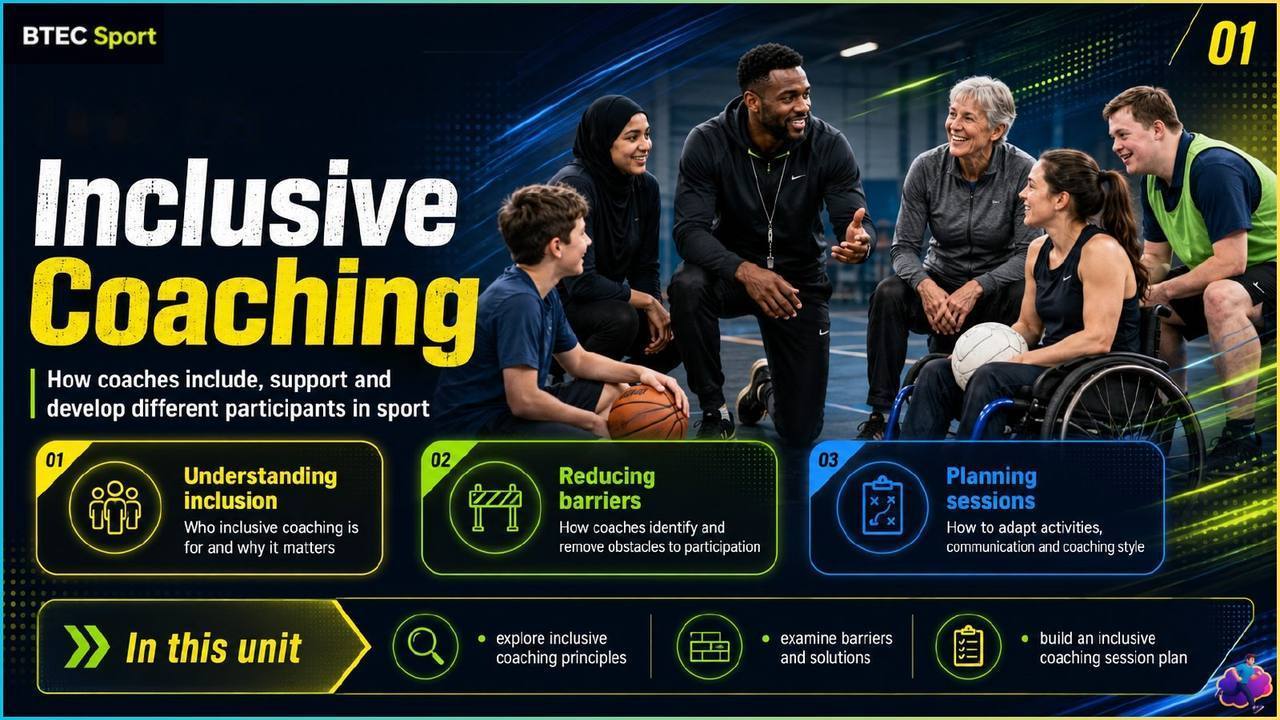 BTEC Sport
01
Inclusive
Coaching
How coaches include, support and
develop different participants in sport
01
Understanding
inclusion
Who inclusive coaching is
for and why it matters
02
Reducing
barriers
How coaches identify and
remove obstacles to participation
03
Planning
sessions
How to adapt activities,
communication and coaching style
In this unit
• explore inclusive
coaching principles
• examine barriers
and solutions
• build an inclusive
coaching session plan